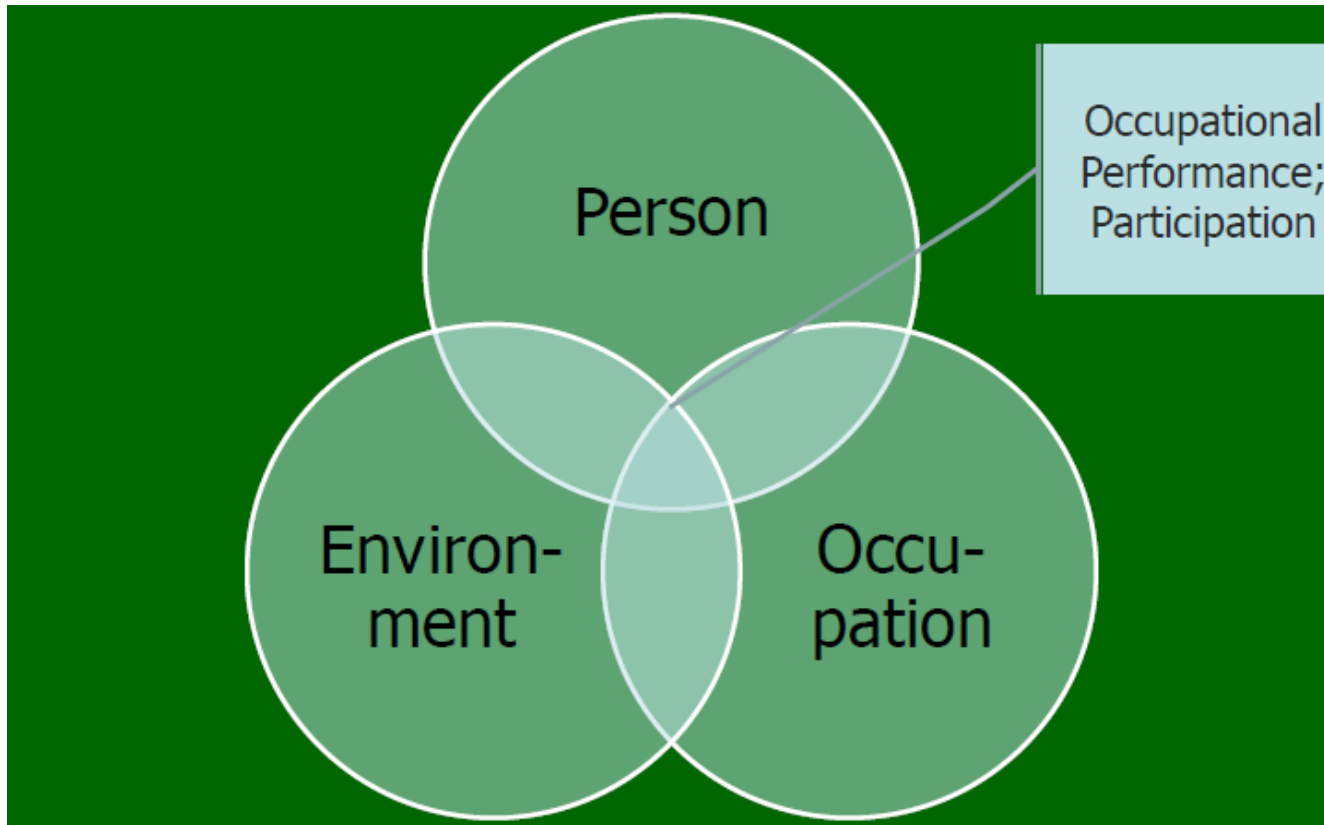 Person
Occupational
Performance;
Participation
Environ-
ment
Occu-
pation